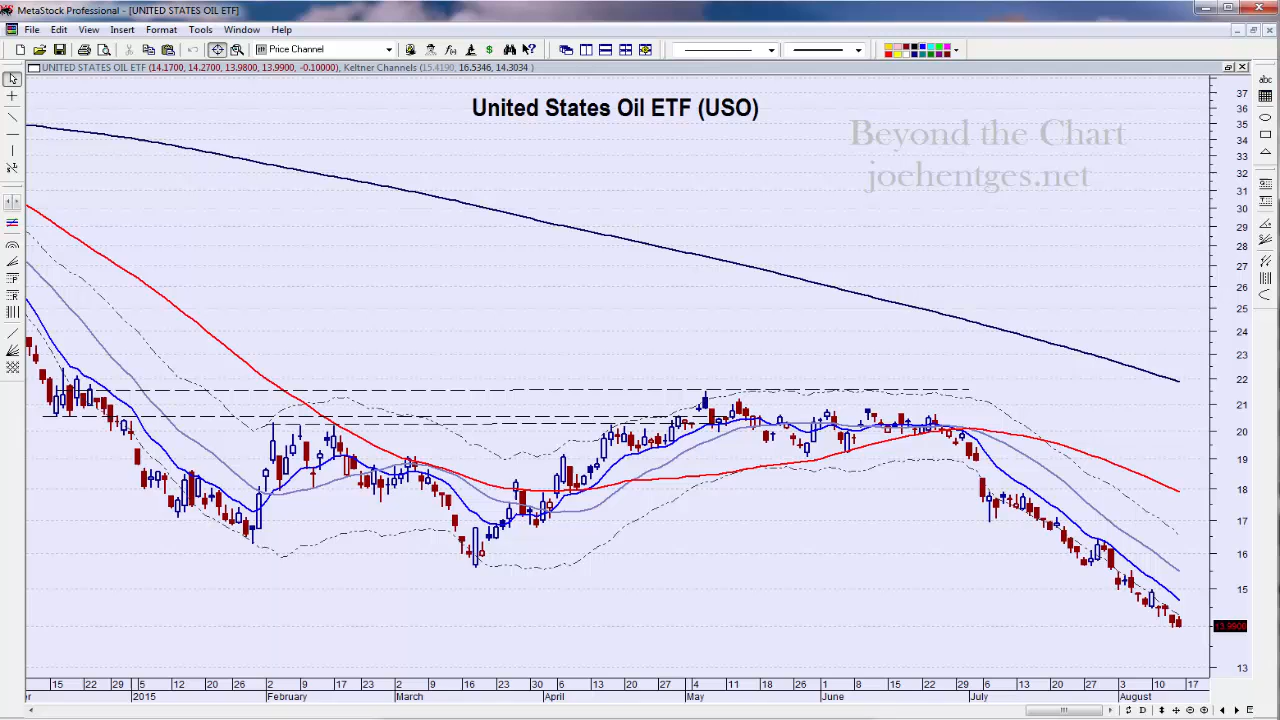 MetaStock Professional - [UNITED STATES OIL ETF]
File Edit View Insert Format Tools Window Help
Price Channel
UNITED STATES OIL ETF (14.1700, 14.2700, 13.9800, 13.9900, -0.10000), Keltner Channels (15.4190, 16.5346, 14.3034 )
United States Oil ETF (USO)
Beyond the Chart
joehentges.net
abc
37
36
35
34
33
32
31
30
29
28
27
26
25
24
23
22
21
20
19
18
17
16
15
13.9900
13
15 22 29 5 12 20 26 2 9 17 23 2 9 16 23 30 6 13 20 27 4 11 18 26 1 8 15 22 29 6 13 20 27 3 10 17
2015 February March April May June July August